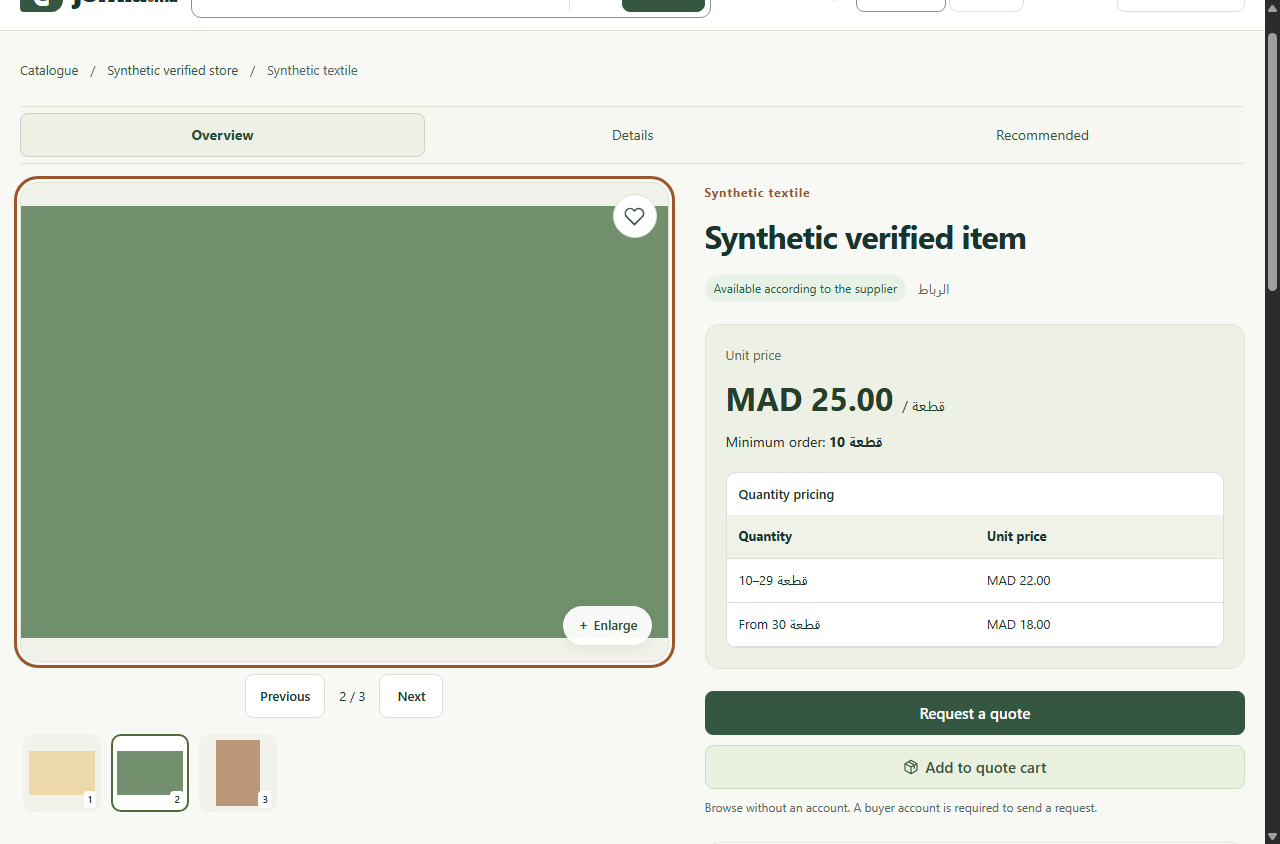 Catalogue / Synthetic verified store / Synthetic textile
Overview
Details
Recommended
+ Enlarge
Previous
2 / 3
Next
1
2
3
Synthetic textile
Synthetic verified item
Available according to the supplier
الرباط
Unit price
MAD 25.00 / قطعة
Minimum order: 10 قطعة
Quantity pricing
Quantity
Unit price
10–29 قطعة
MAD 22.00
From 30 قطعة
MAD 18.00
Request a quote
Add to quote cart
Browse without an account. A buyer account is required to send a request.